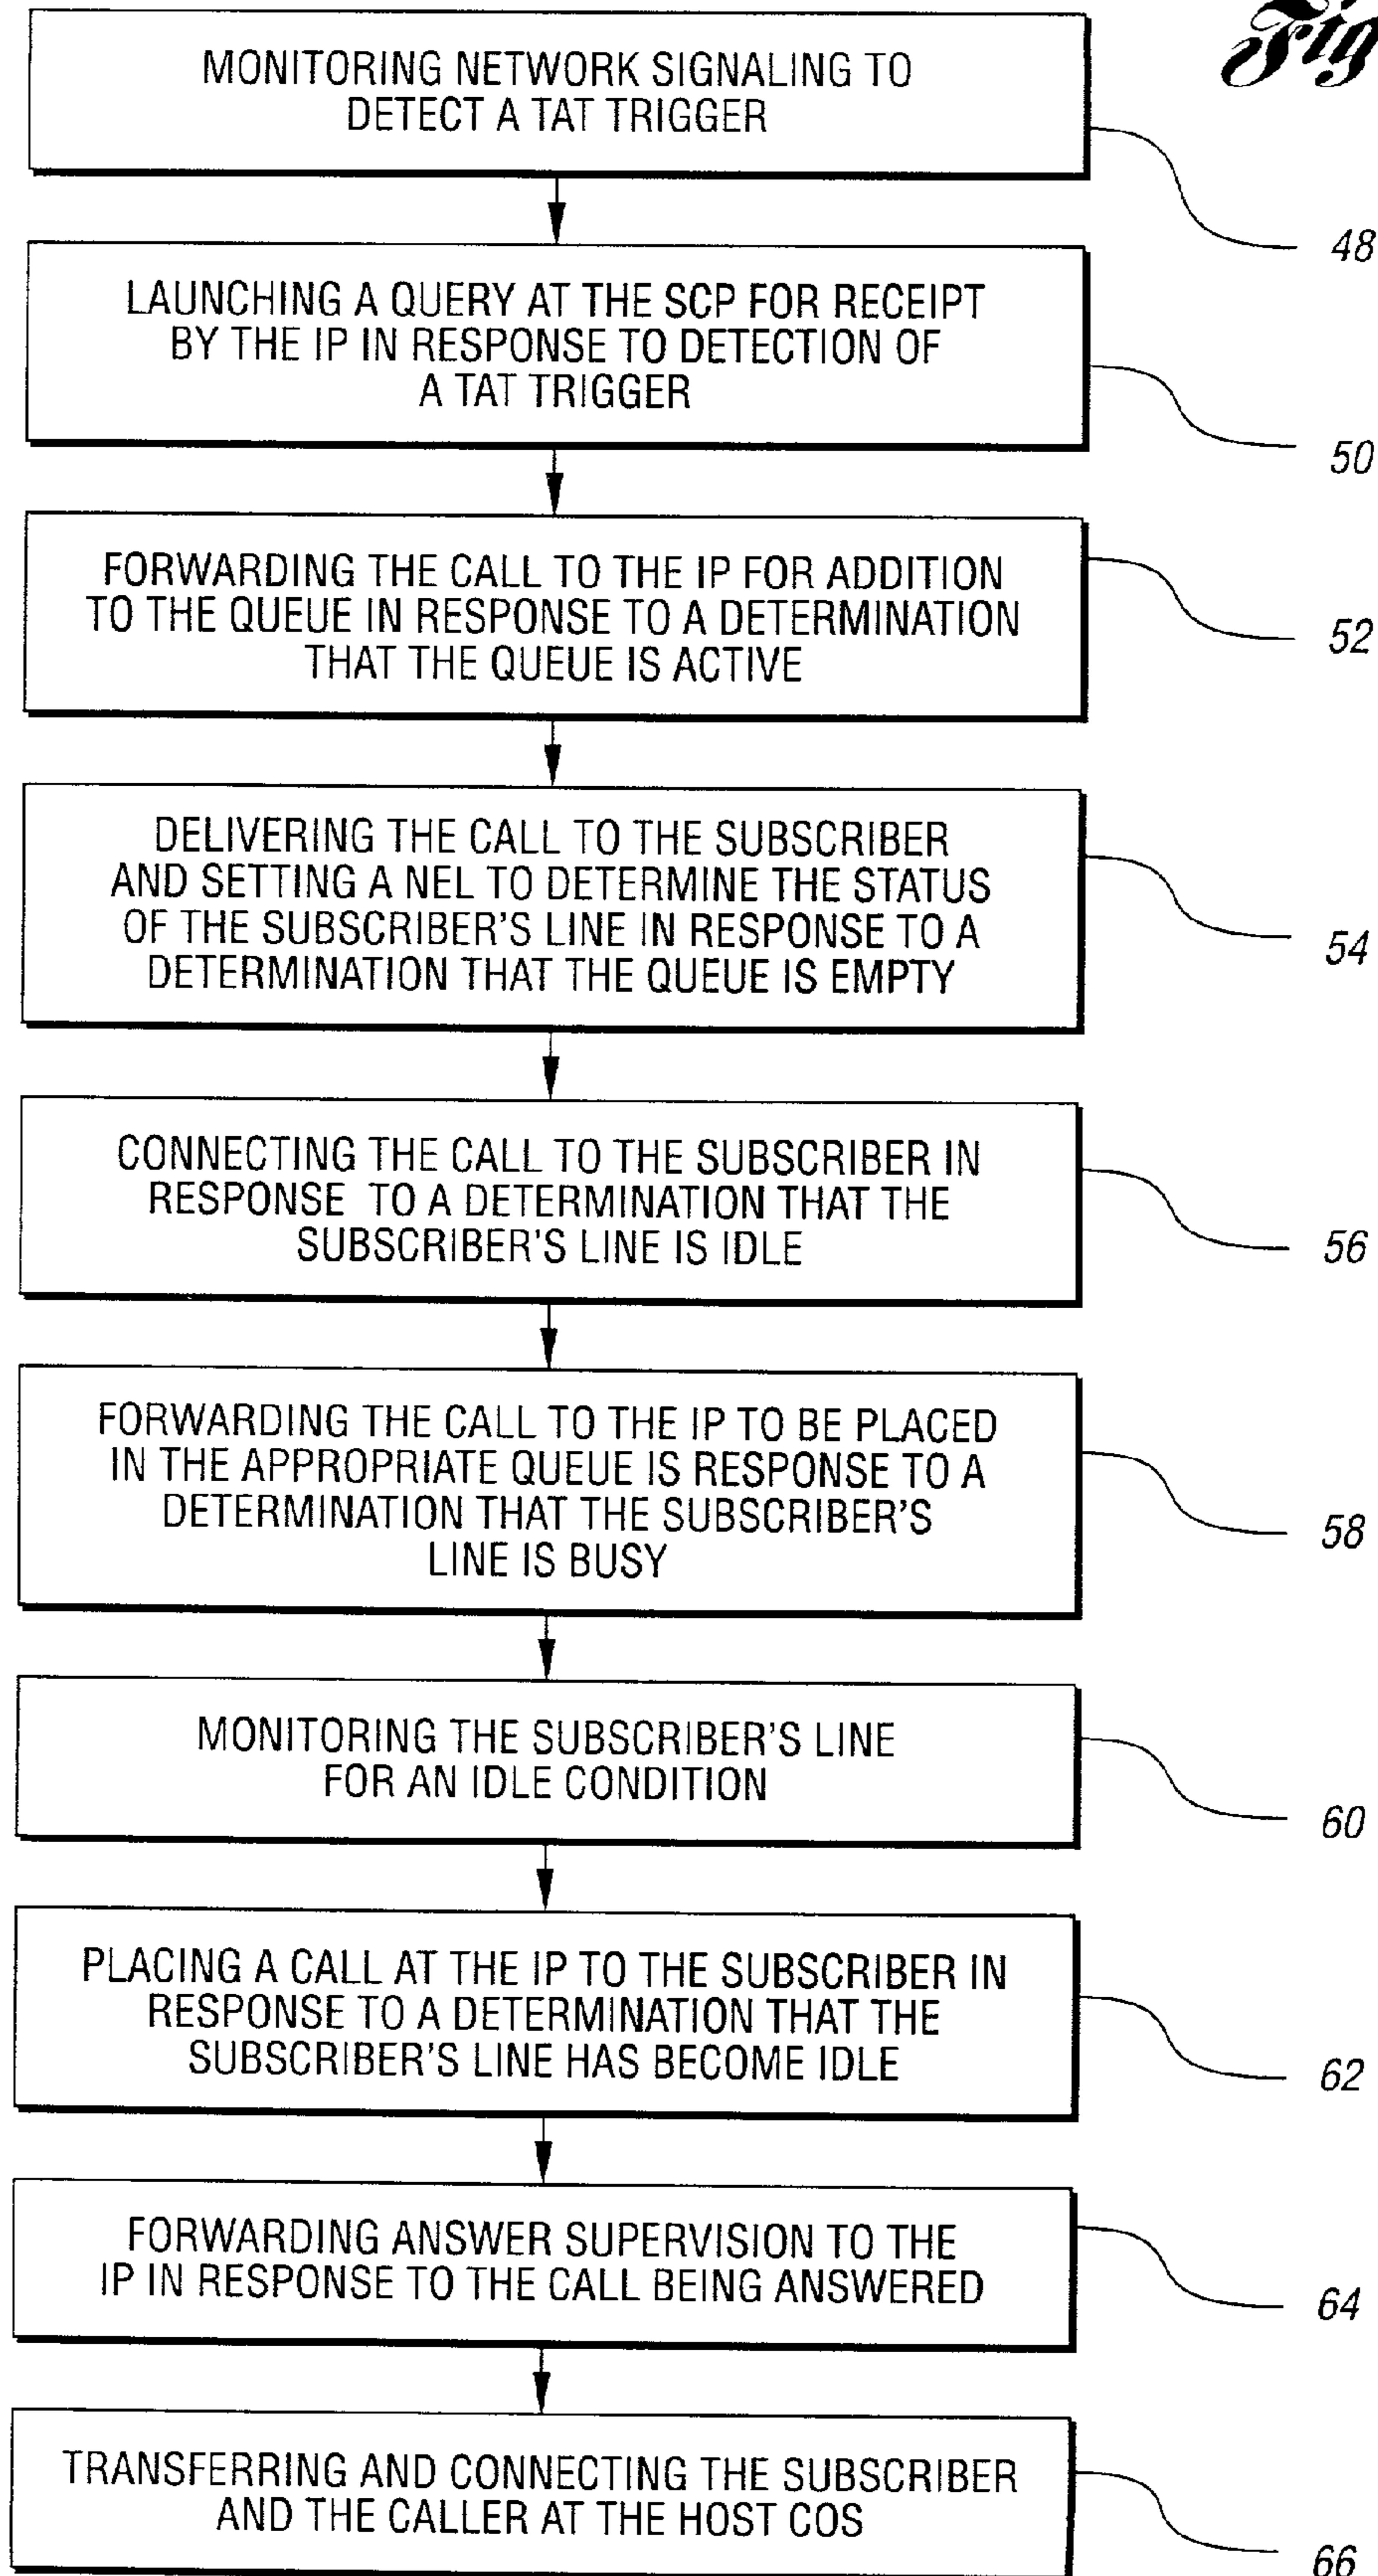 Fig
MONITORING NETWORK SIGNALING TO
DETECT A TAT TRIGGER
48
LAUNCHING A QUERY AT THE SCP FOR RECEIPT
BY THE IP IN RESPONSE TO DETECTION OF
A TAT TRIGGER
50
FORWARDING THE CALL TO THE IP FOR ADDITION
TO THE QUEUE IN RESPONSE TO A DETERMINATION
THAT THE QUEUE IS ACTIVE
52
DELIVERING THE CALL TO THE SUBSCRIBER
AND SETTING A NEL TO DETERMINE THE STATUS
OF THE SUBSCRIBER'S LINE IN RESPONSE TO A
DETERMINATION THAT THE QUEUE IS EMPTY
54
CONNECTING THE CALL TO THE SUBSCRIBER IN
RESPONSE TO A DETERMINATION THAT THE
SUBSCRIBER'S LINE IS IDLE
56
FORWARDING THE CALL TO THE IP TO BE PLACED
IN THE APPROPRIATE QUEUE IS RESPONSE TO A
DETERMINATION THAT THE SUBSCRIBER'S
LINE IS BUSY
58
MONITORING THE SUBSCRIBER'S LINE
FOR AN IDLE CONDITION
60
PLACING A CALL AT THE IP TO THE SUBSCRIBER IN
RESPONSE TO A DETERMINATION THAT THE
SUBSCRIBER'S LINE HAS BECOME IDLE
62
FORWARDING ANSWER SUPERVISION TO THE
IP IN RESPONSE TO THE CALL BEING ANSWERED
64
TRANSFERRING AND CONNECTING THE SUBSCRIBER
AND THE CALLER AT THE HOST COS
66